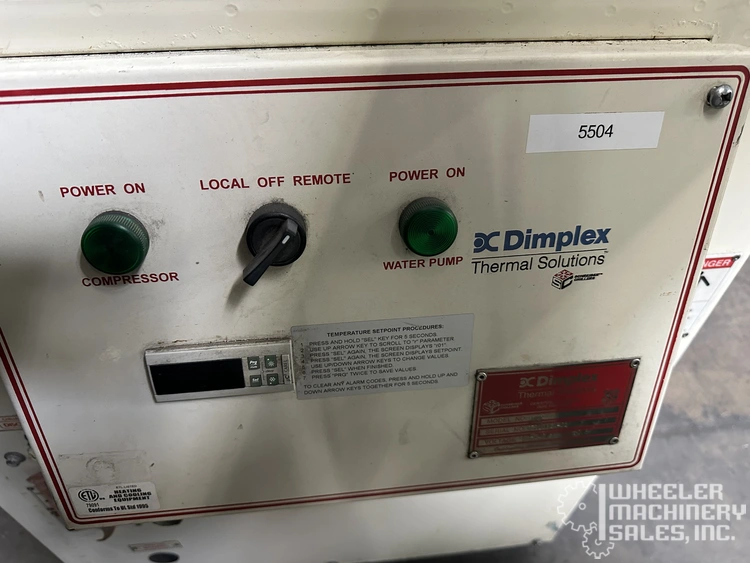 5504
POWER ON
LOCAL OFF REMOTE
POWER ON
COMPRESSOR
WATER PUMP
Dimplex
Thermal Solutions
TEMPERATURE SETPOINT PROCEDURES:
PRESS AND HOLD "SEL" KEY FOR 5 SECONDS.
USE UP ARROW KEY TO SCROLL TO
PARAMETER.
PRESS "SEL" AGAIN, THE SCREEN DISPLAYS
PRESS "SEL" AGAIN, THE SCREEN DISPLAYS SETPOINT.
USE UP/DOWN ARROW KEYS TO CHANGE VALUES
PRESS "SEL" WHEN FINISHED.
PRESS "PRG" TWICE TO SAVE VALUES.
TO CLEAR ANY ALARM CODES, PRESS AND HOLD UP AND
DOWN ARROW KEYS TOGETHER FOR 5 SECONDS.
Dimplex
ETL LISTED
HEATING
AND COOLING
EQUIPMENT
Conforms To UL Std 1995
WHEELER
MACHINERY
SALES, INC.